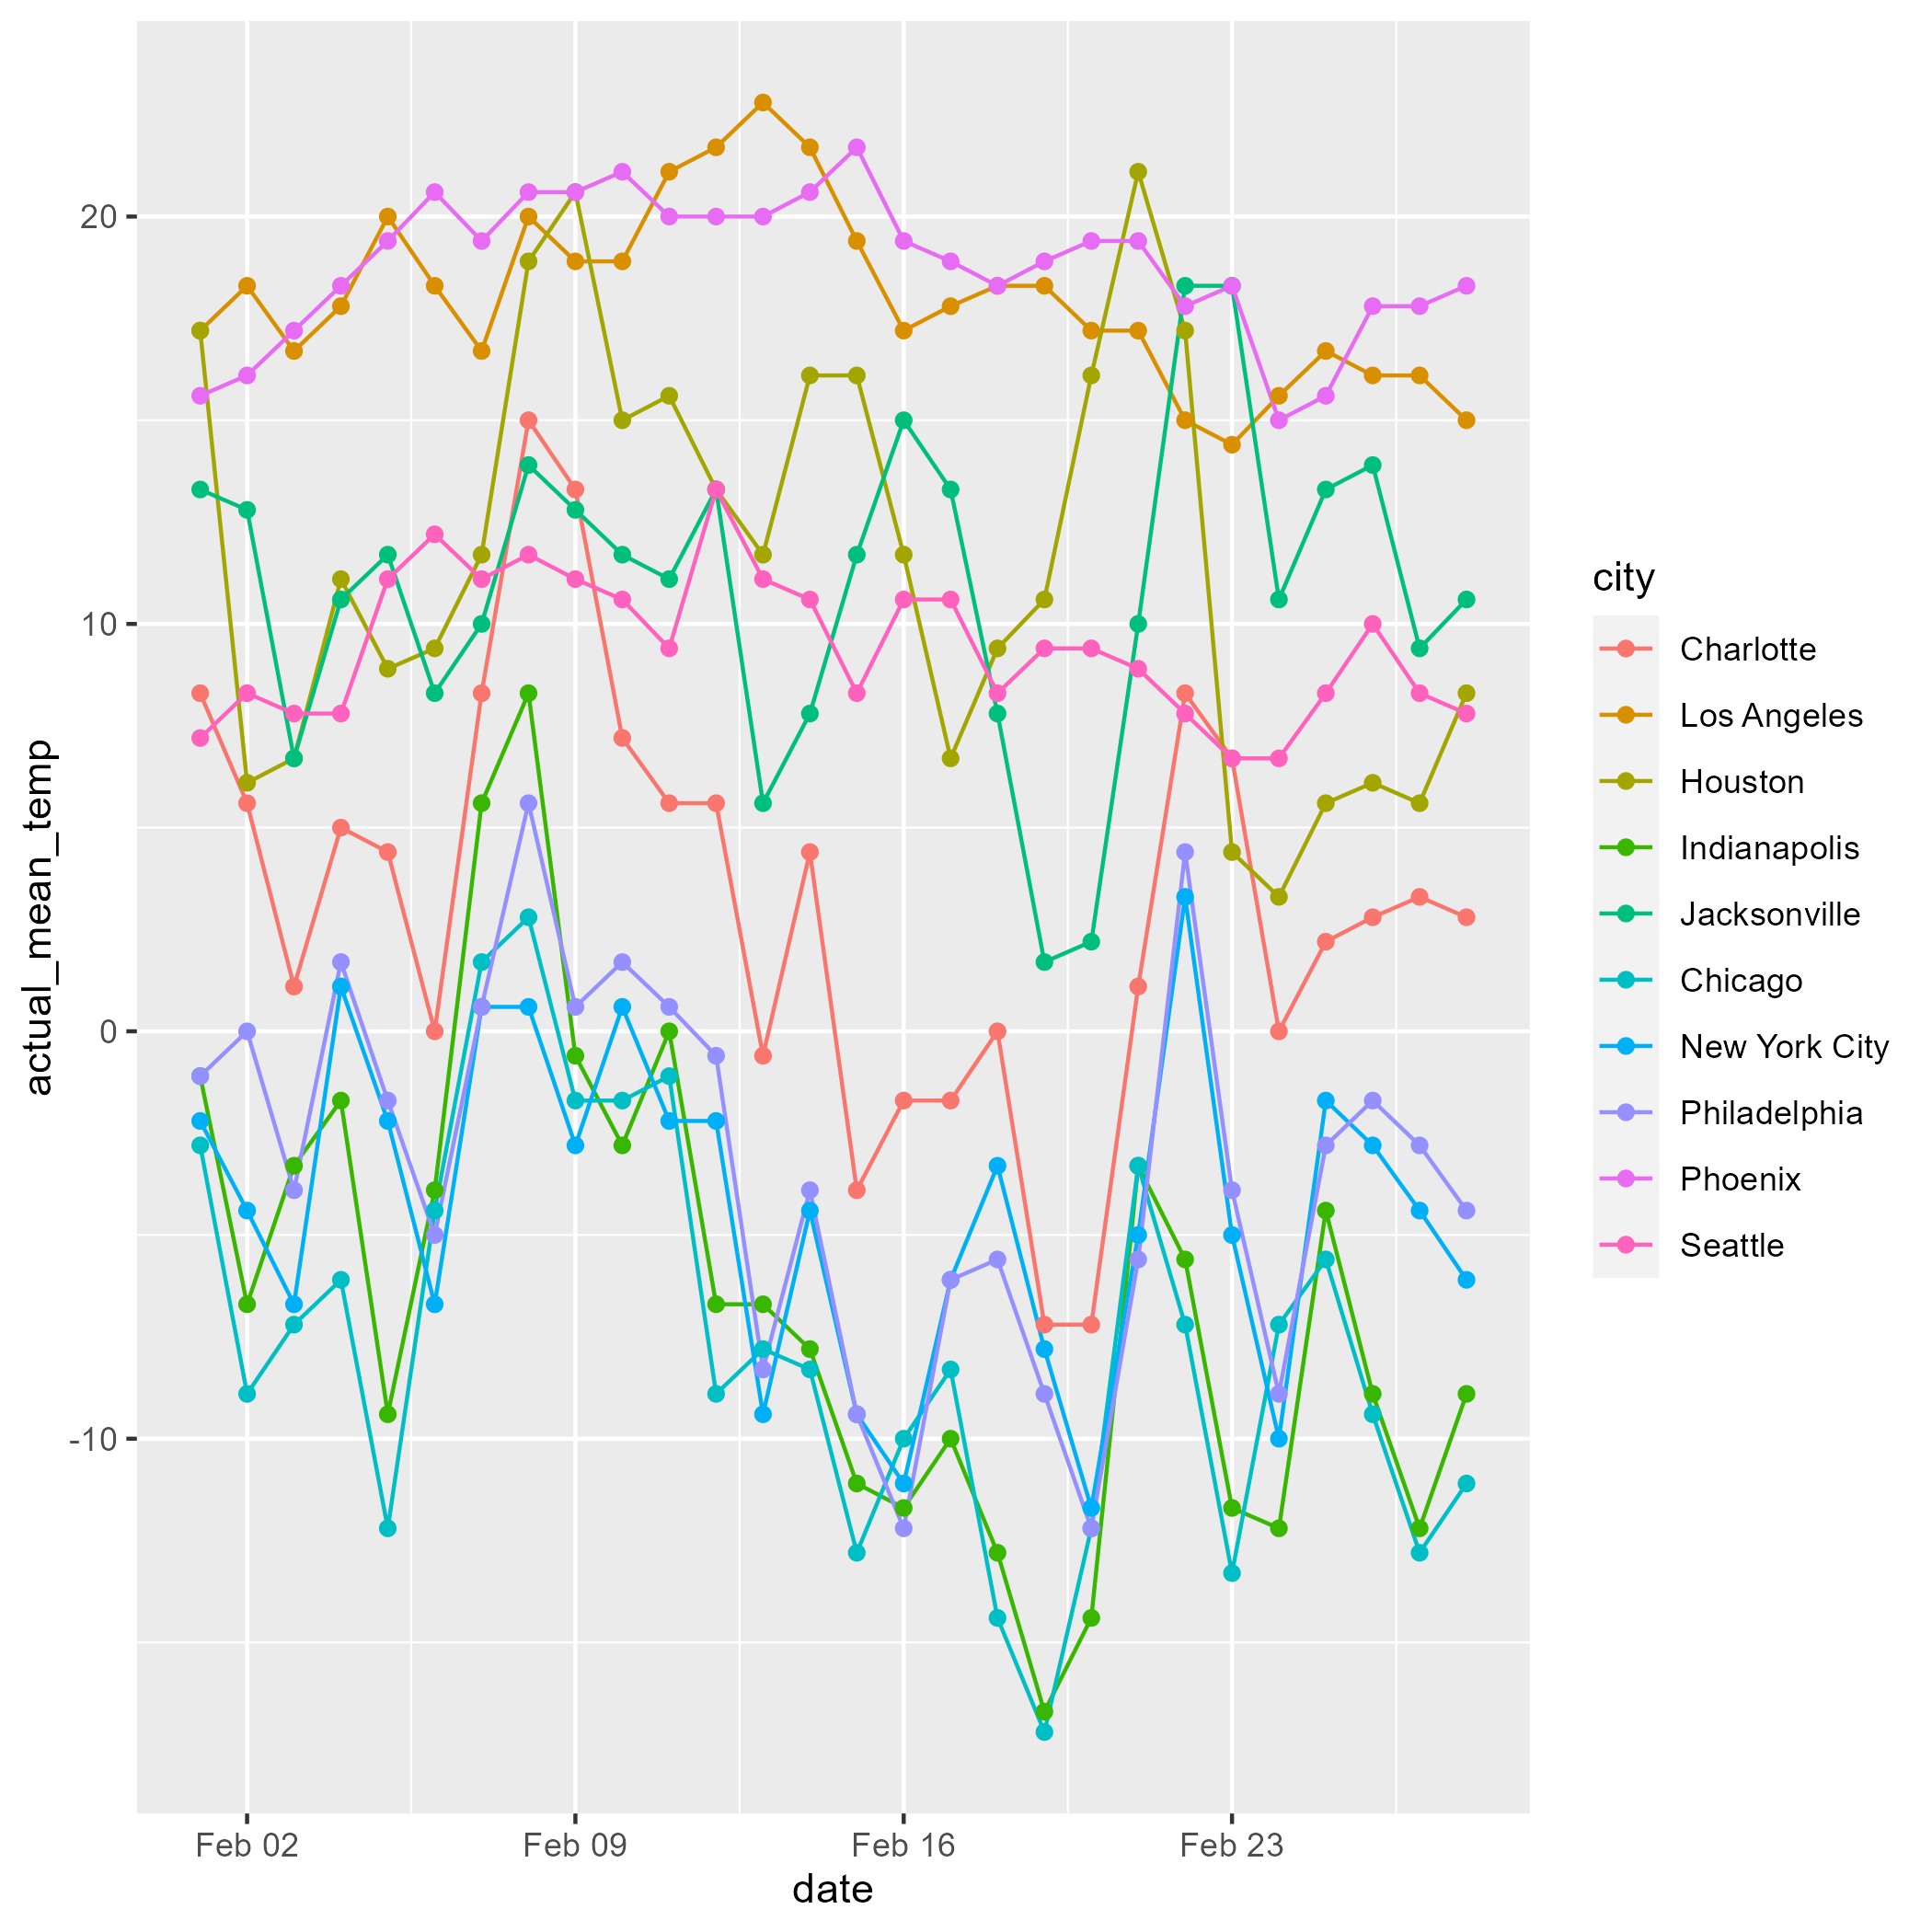 20
10
0
-10
actual_mean_temp
Feb 02
Feb 09
Feb 16
Feb 23
date
city
Charlotte
Los Angeles
Houston
Indianapolis
Jacksonville
Chicago
New York City
Philadelphia
Phoenix
Seattle